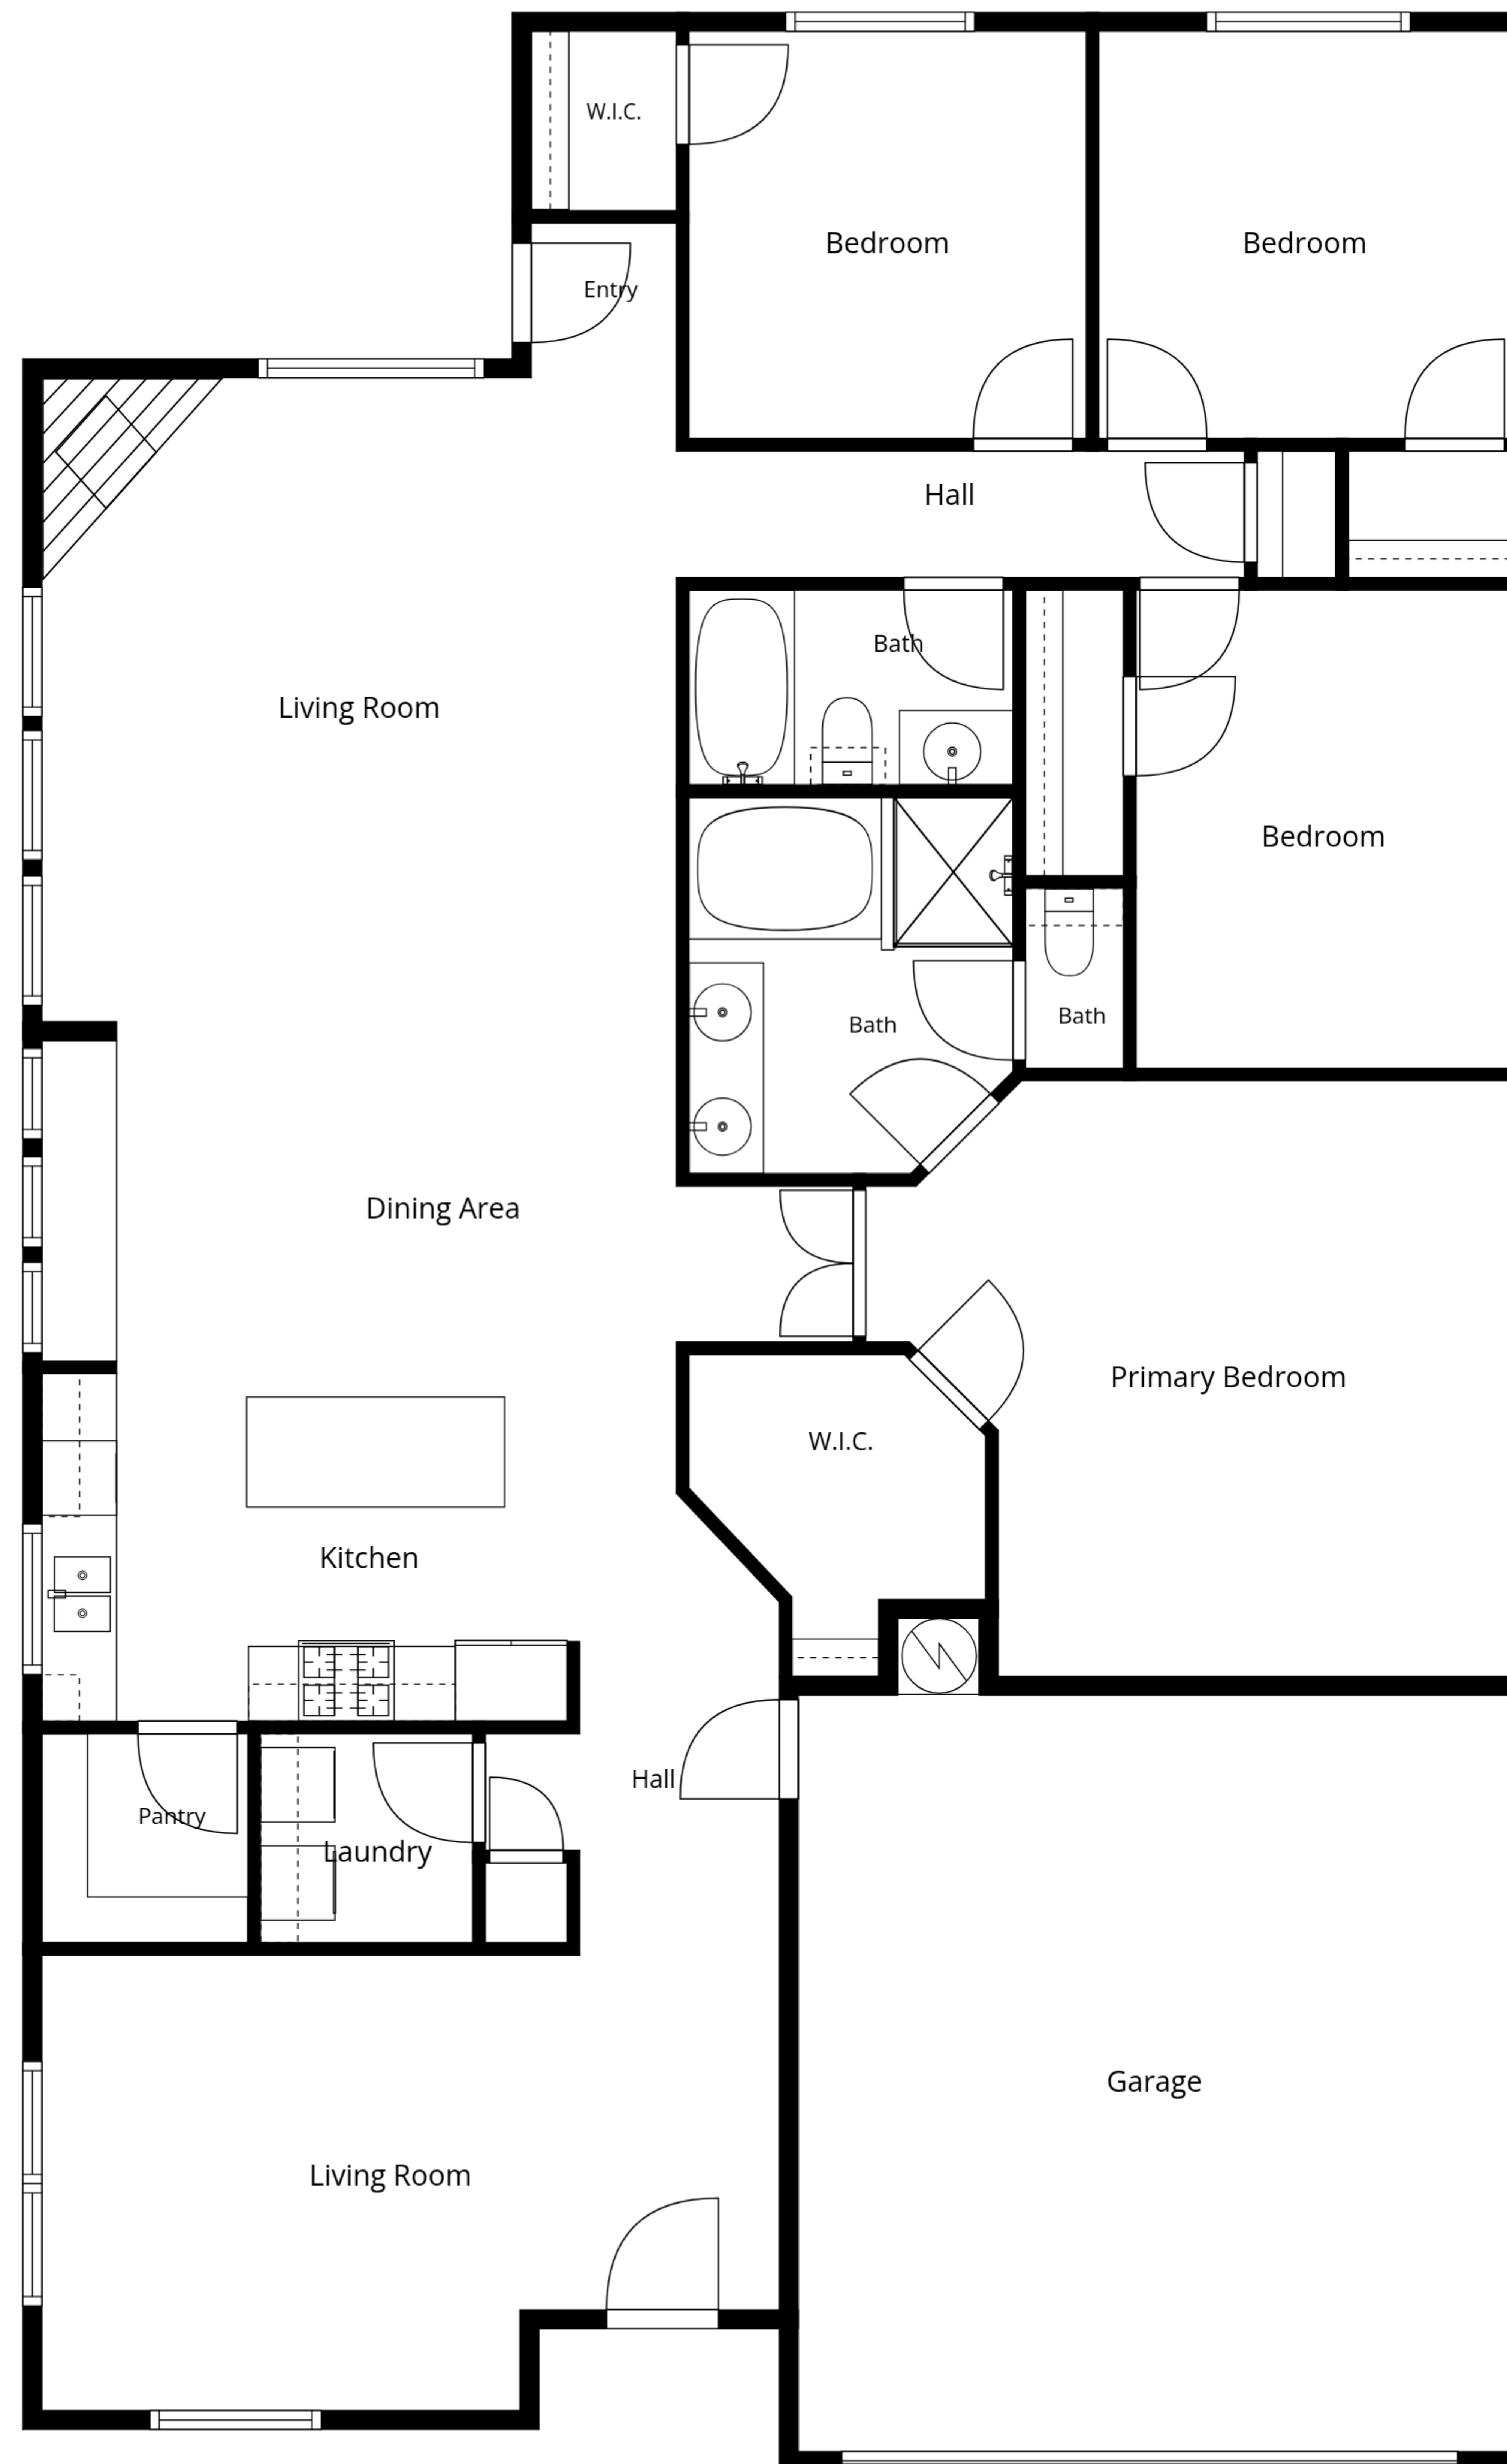 W.I.C.
Bedroom
Bedroom
Entry
Hall
Bath
Living Room
Bedroom
Bath
Bath
Dining Area
Primary Bedroom
W.I.C.
Kitchen
Hall
Pantry
Laundry
Garage
Living Room